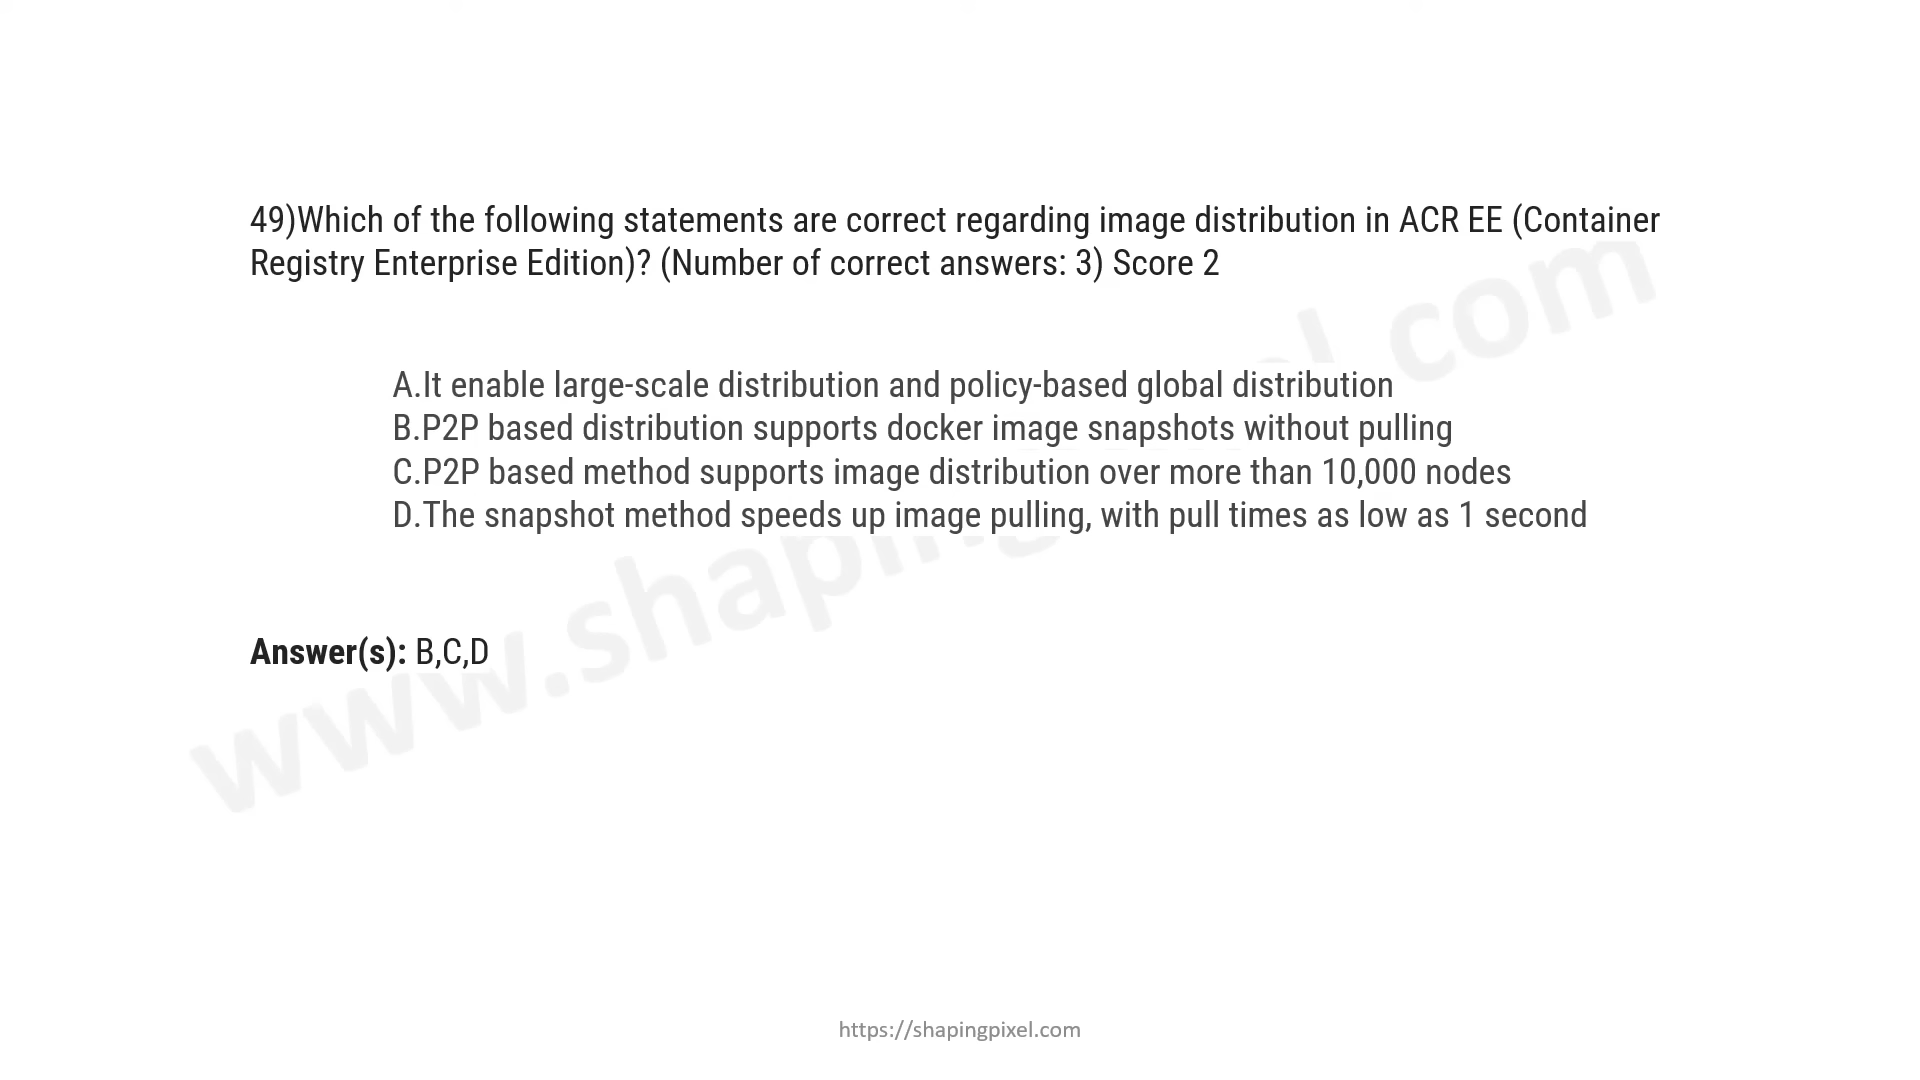 49)Which of the following statements are correct regarding image distribution in ACR EE (Container
Registry Enterprise Edition)? (Number of correct answers: 3) Score 2
A.It enable large-scale distribution and policy-based global distribution
B.P2P based distribution supports docker image snapshots without pulling
C.P2P based method supports image distribution over more than 10,000 nodes
D.The snapshot method speeds up image pulling, with pull times as low as 1 second
Answer(s): B,C,D
www.shapingpixel.com
https://shapingpixel.com